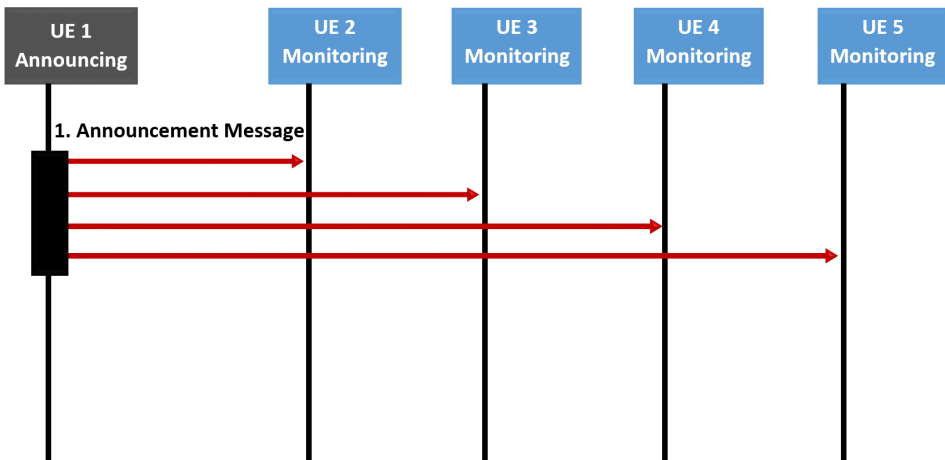 UE 1
Announcing
UE 2
Monitoring
UE 3
Monitoring
UE 4
Monitoring
UE 5
Monitoring
1. Announcement Message